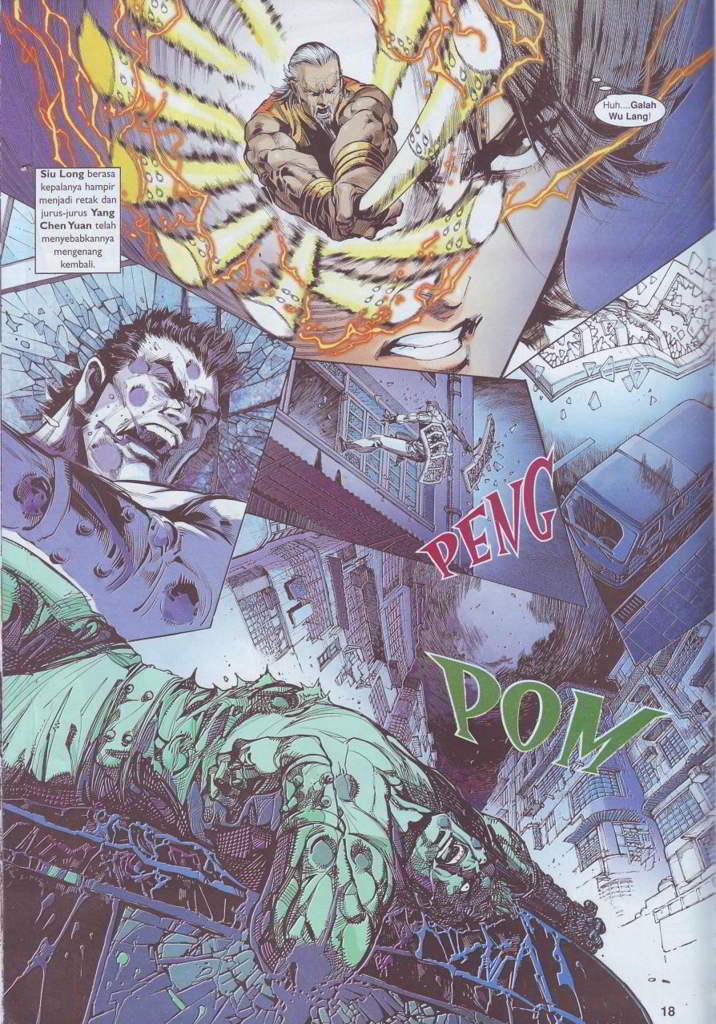 Huh....Galah
Wu Lang!
Siu Long berasa
kepalanya hampir
menjadi retak dan
jurus-jurus Yang
Chen Yuan telah
menyebabkannya
mengenang
kembali.
PENG
POM
18